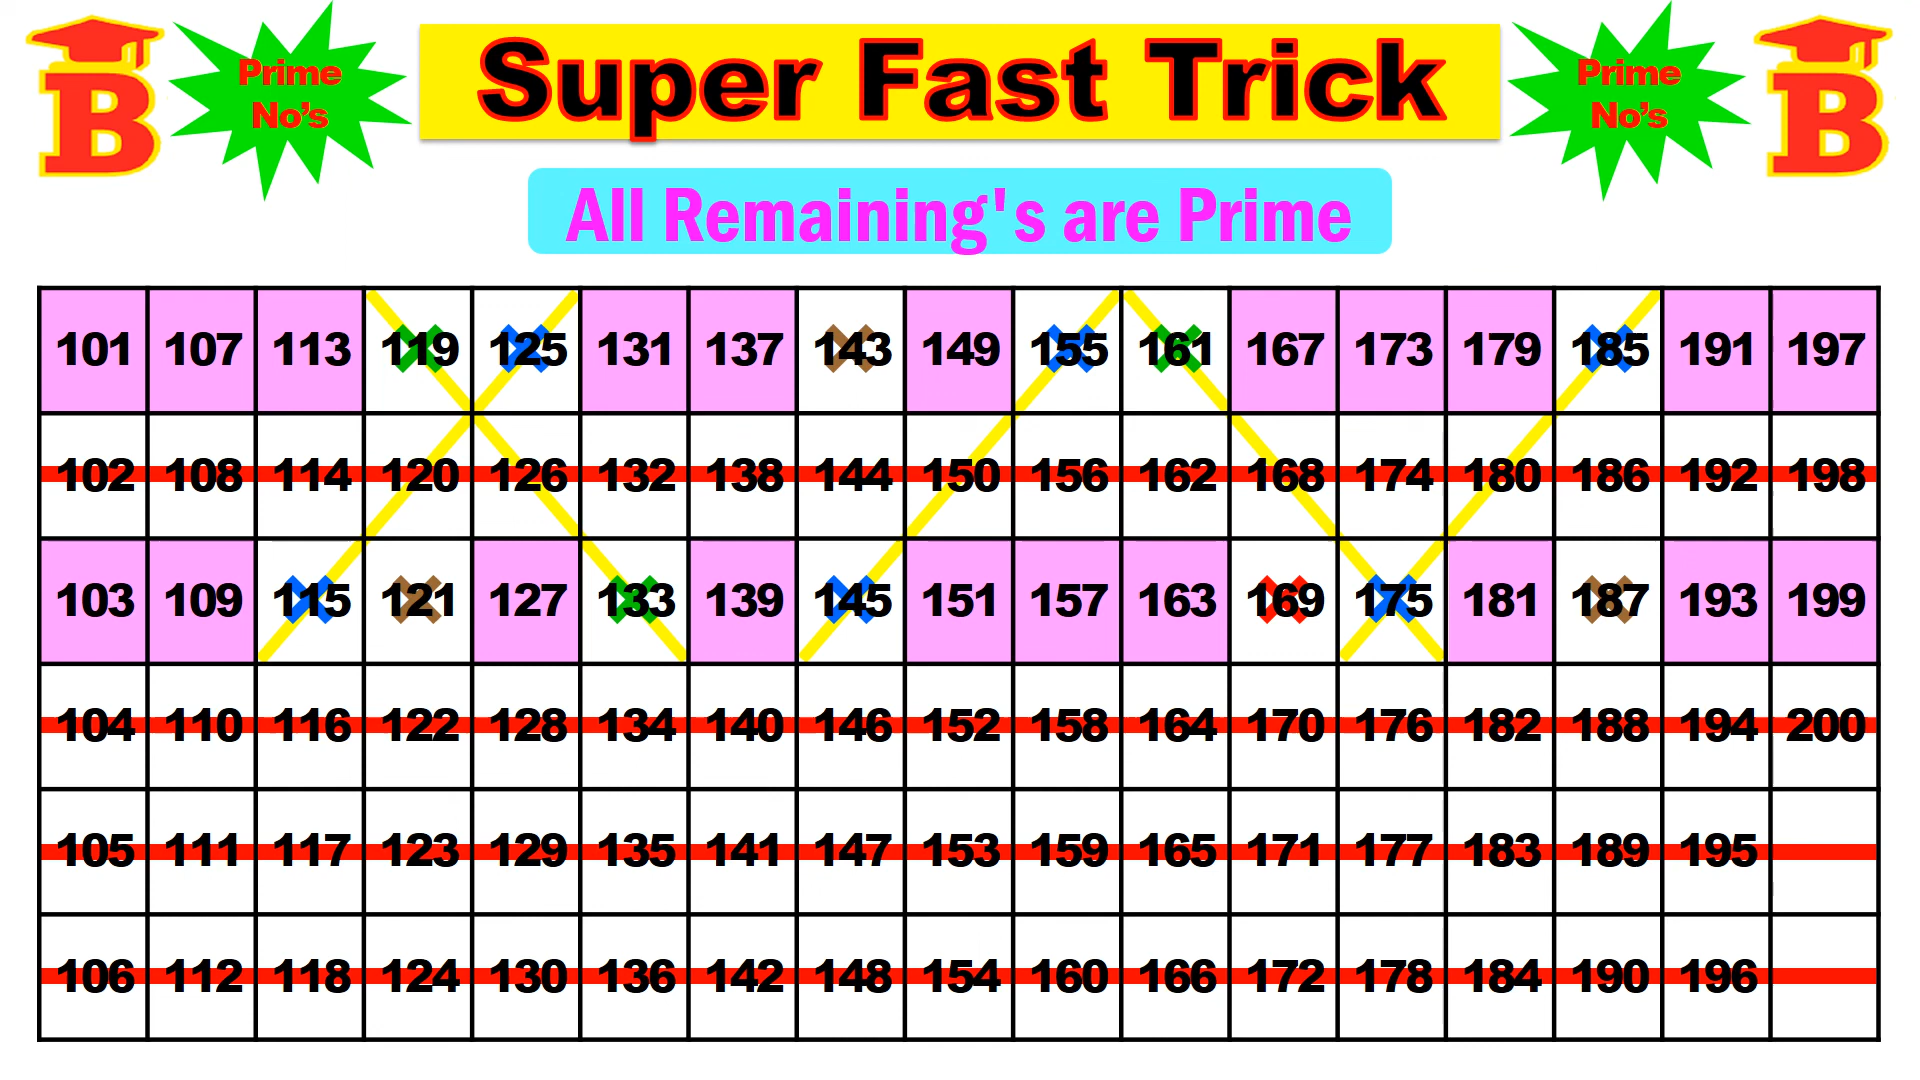 B
Prime
No's
Super Fast Trick
Prime
No's
B
All Remaining's are Prime
101 107 113 119 125 131 137 143 149 155 161 167 173 179 185 191 197
102 108 114 120 126 132 138 144 150 156 162 168 174 180 186 192 198
103 109 115 121 127 133 139 145 151 157 163 169 175 181 187 193 199
104 110 116 122 128 134 140 146 152 158 164 170 176 182 188 194 200
105 111 117 123 129 135 141 147 153 159 165 171 177 183 189 195
106 112 118 124 130 136 142 148 154 160 166 172 178 184 190 196